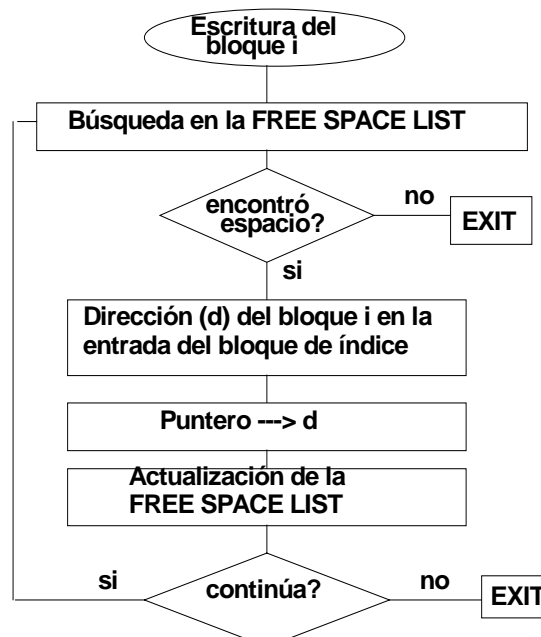 Escritura del
bloque i
Búsqueda en la FREE SPACE LIST
encontró
espacio?
no
EXIT
si
Dirección (d) del bloque i en la
entrada del bloque de índice
Puntero ---> d
Actualización de la
FREE SPACE LIST
si
continúa?
no
EXIT